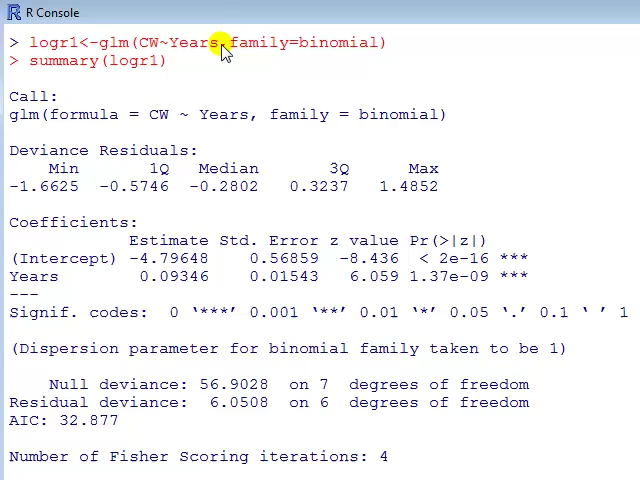 R Console
> logr1<-glm(CW~Years,family=binomial)
> summary(logr1)
Call:
glm(formula = CW ~ Years, family = binomial)
Deviance Residuals:
Min 1Q Median 3Q Max
-1.6625 -0.5746 -0.2802 0.3237 1.4852
Coefficients:
Estimate Std. Error z value Pr(>|z|)
(Intercept) -4.79648 0.56859 -8.436 < 2e-16 ***
Years 0.09346 0.01543 6.059 1.37e-09 ***
---
Signif. codes: 0 ‘***’ 0.001 ‘**’ 0.01 ‘*’ 0.05 ‘.’ 0.1 ‘ ’ 1
(Dispersion parameter for binomial family taken to be 1)
Null deviance: 56.9028 on 7 degrees of freedom
Residual deviance: 6.0508 on 6 degrees of freedom
AIC: 32.877
Number of Fisher Scoring iterations: 4